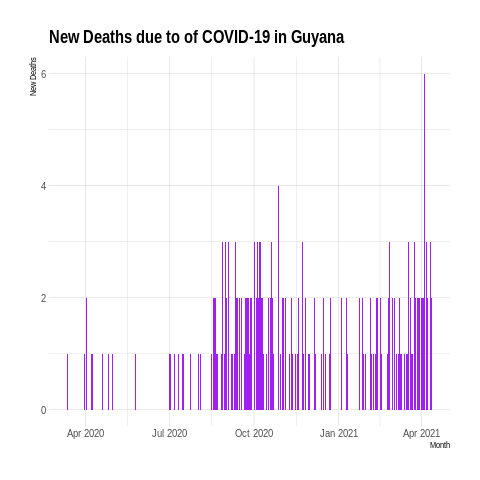 New Deaths due to of COVID-19 in Guyana
New Deaths
6
4
2
0
Apr 2020 Jul 2020 Oct 2020 Jan 2021 Apr 2021
Month